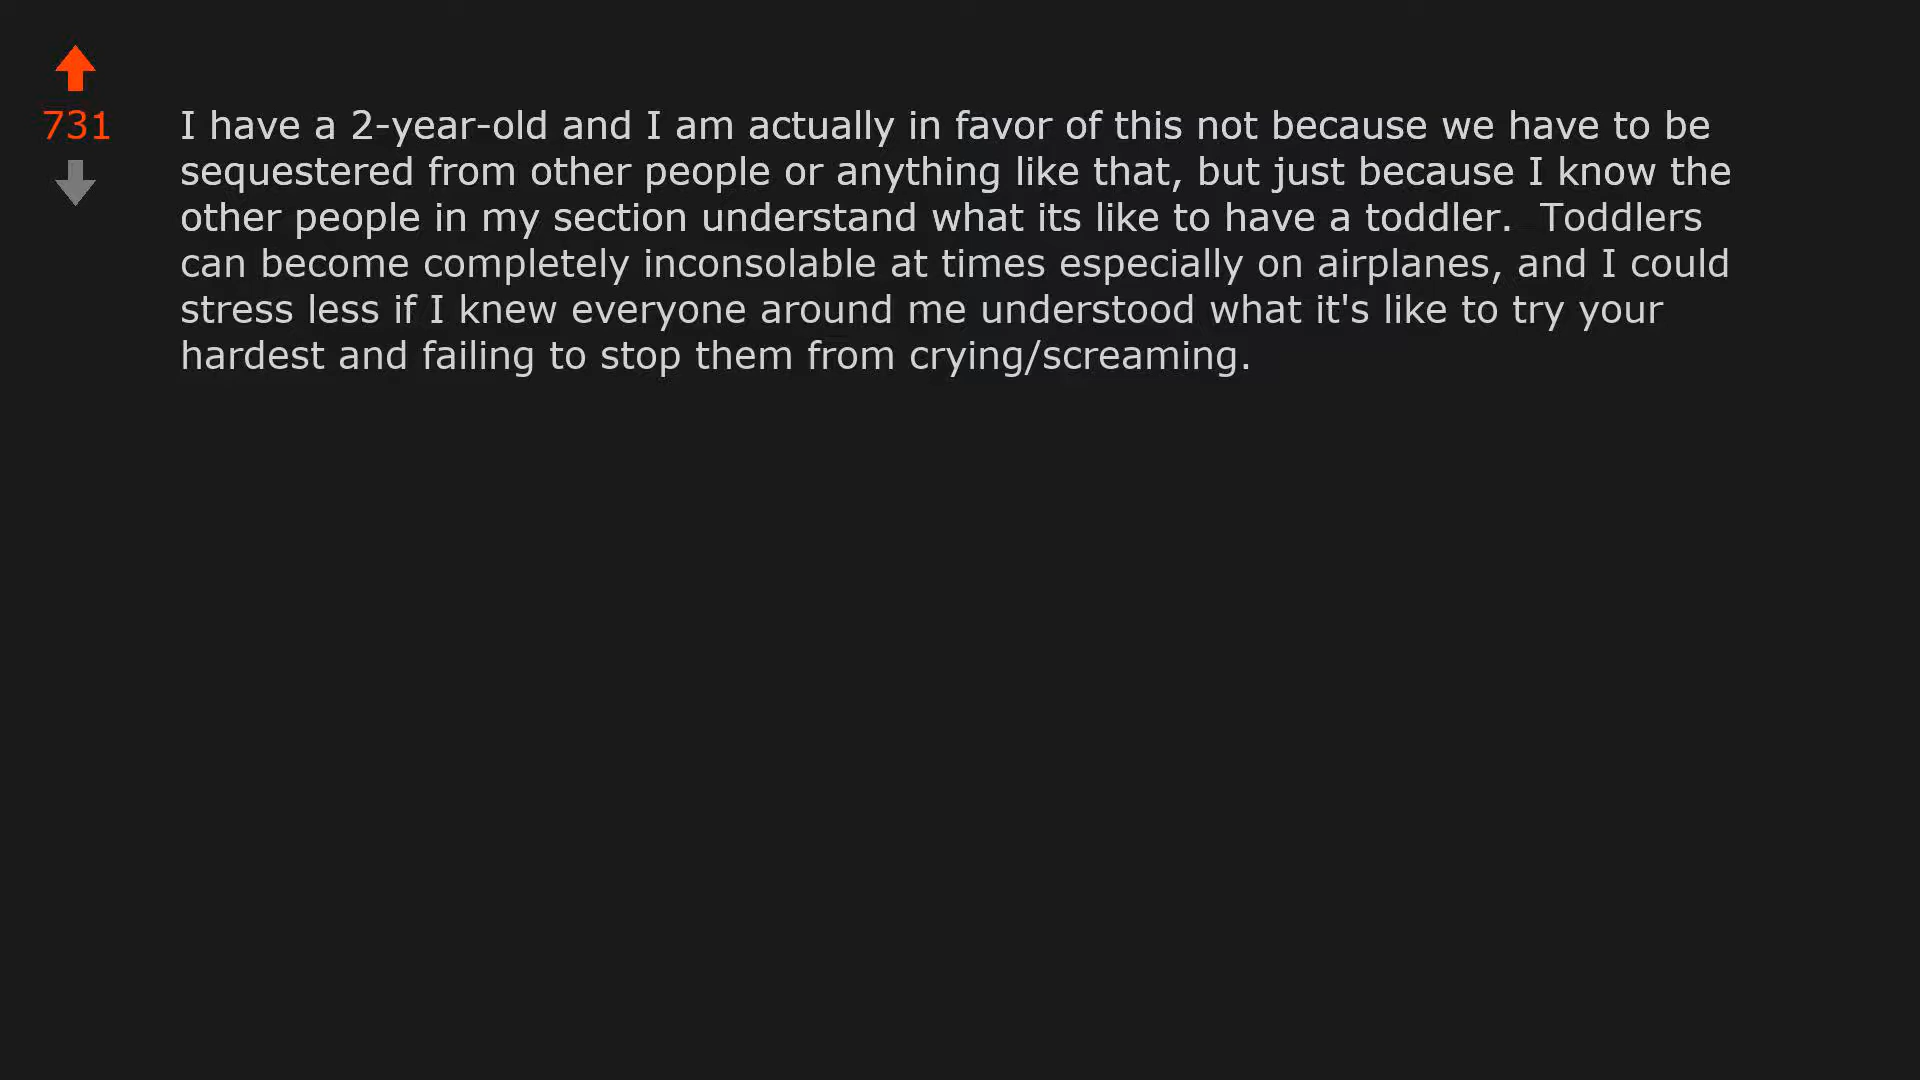 731
I have a 2-year-old and I am actually in favor of this not because we have to be
sequestered from other people or anything like that, but just because I know the
other people in my section understand what its like to have a toddler.  Toddlers
can become completely inconsolable at times especially on airplanes, and I could
stress less if I knew everyone around me understood what it's like to try your
hardest and failing to stop them from crying/screaming.